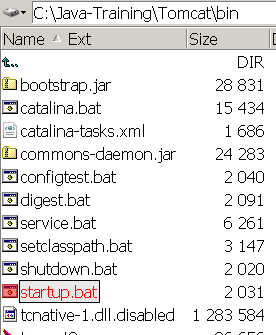 C:\Java-Training\Tomcat\bin
Name Ext Size
.. DIR
bootstrap.jar 28 831
catalina.bat 15 434
catalina-tasks.xml 1 686
commons-daemon.jar 24 283
configtest.bat 2 040
digest.bat 2 091
service.bat 6 261
setclasspath.bat 3 147
shutdown.bat 2 020
startup.bat 2 031
tcnative-1.dll.disabled 1 283 584